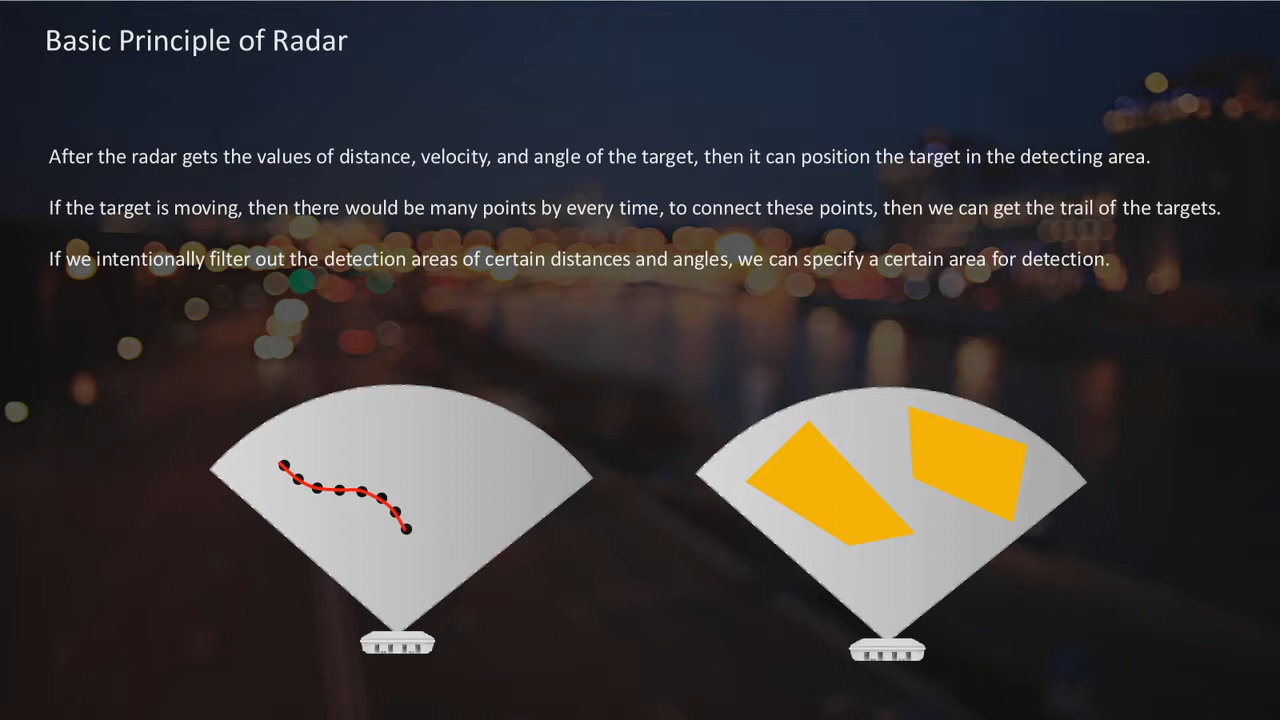 Basic Principle of Radar
After the radar gets the values of distance, velocity, and angle of the target, then it can position the target in the detecting area.
If the target is moving, then there would be many points by every time, to connect these points, then we can get the trail of the targets.
If we intentionally filter out the detection areas of certain distances and angles, we can specify a certain area for detection.